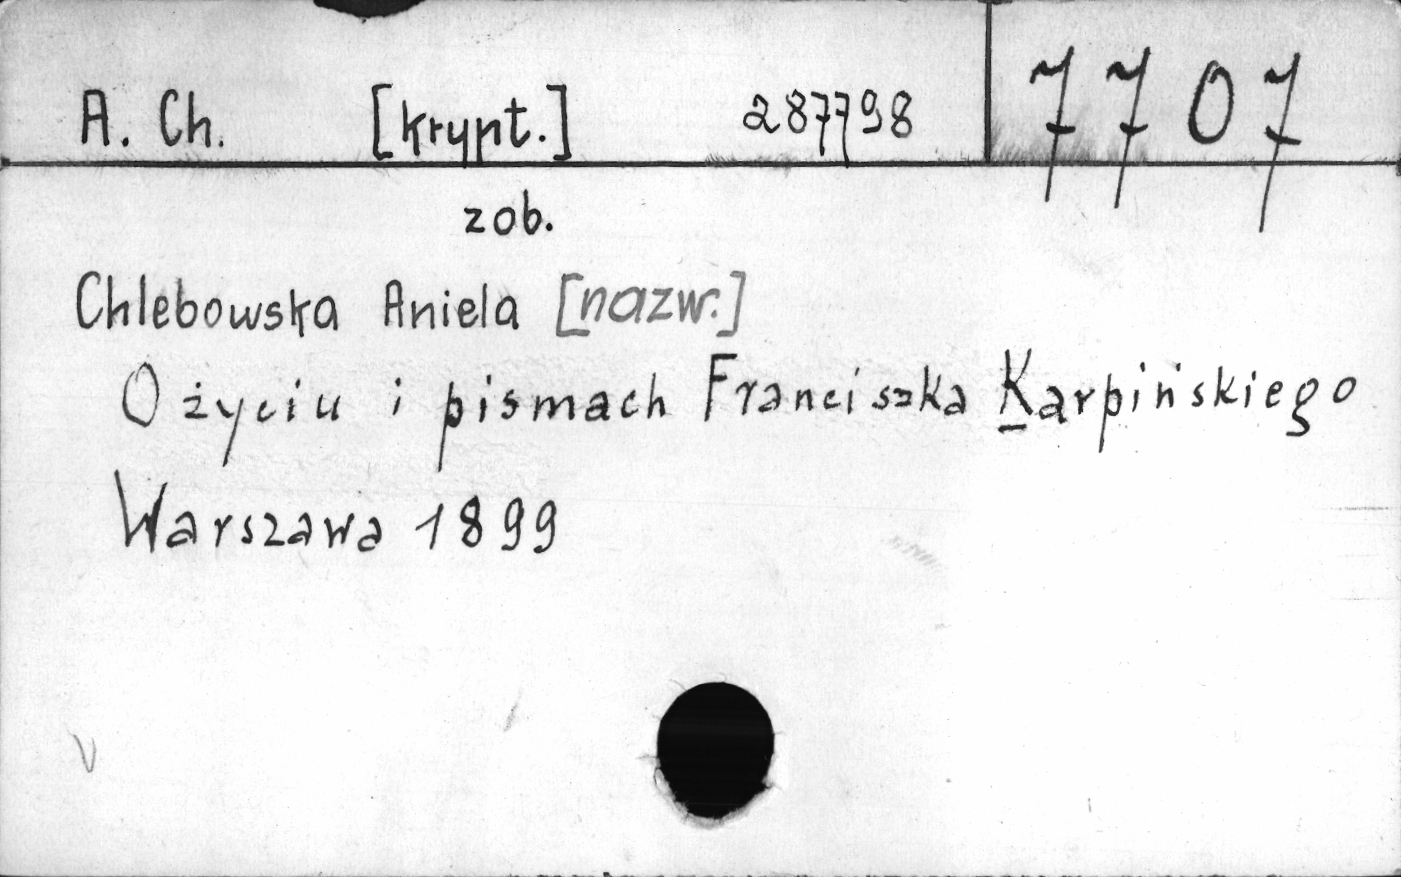 A. Ch. [krypt.] 287798 7707
zob.
Chlebowska Aniela [nazw.]
O życiu i pismach Franciszka Karpińskiego
Warszawa 1899
V